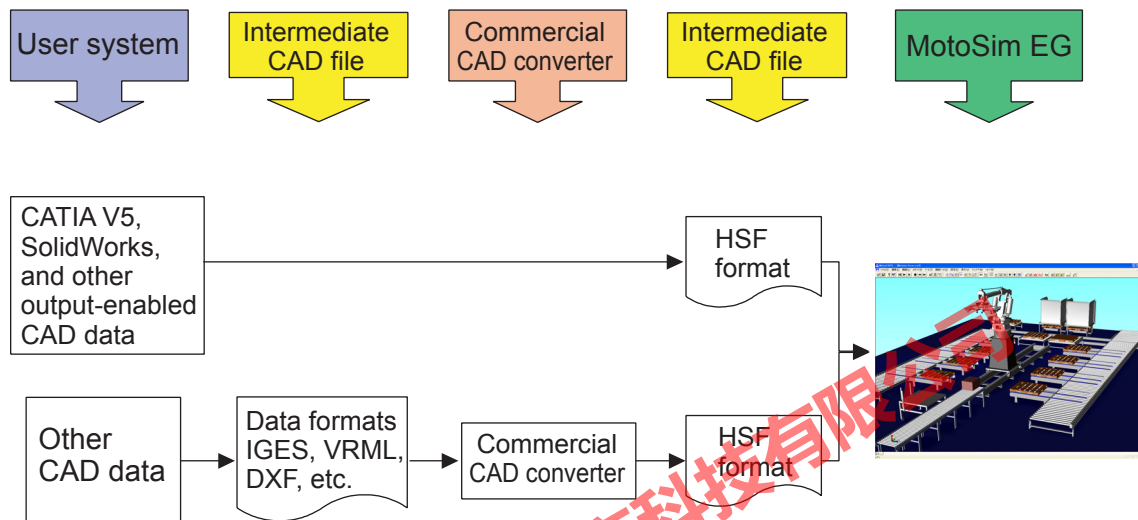 User system
Intermediate
CAD file
Commercial
CAD converter
Intermediate
CAD file
MotoSim EG
CATIA V5,
SolidWorks,
and other
output-enabled
CAD data
HSF
format
Other
CAD data
Data formats
IGES, VRML,
DXF, etc.
Commercial
CAD converter
HSF
format
科技有限公司